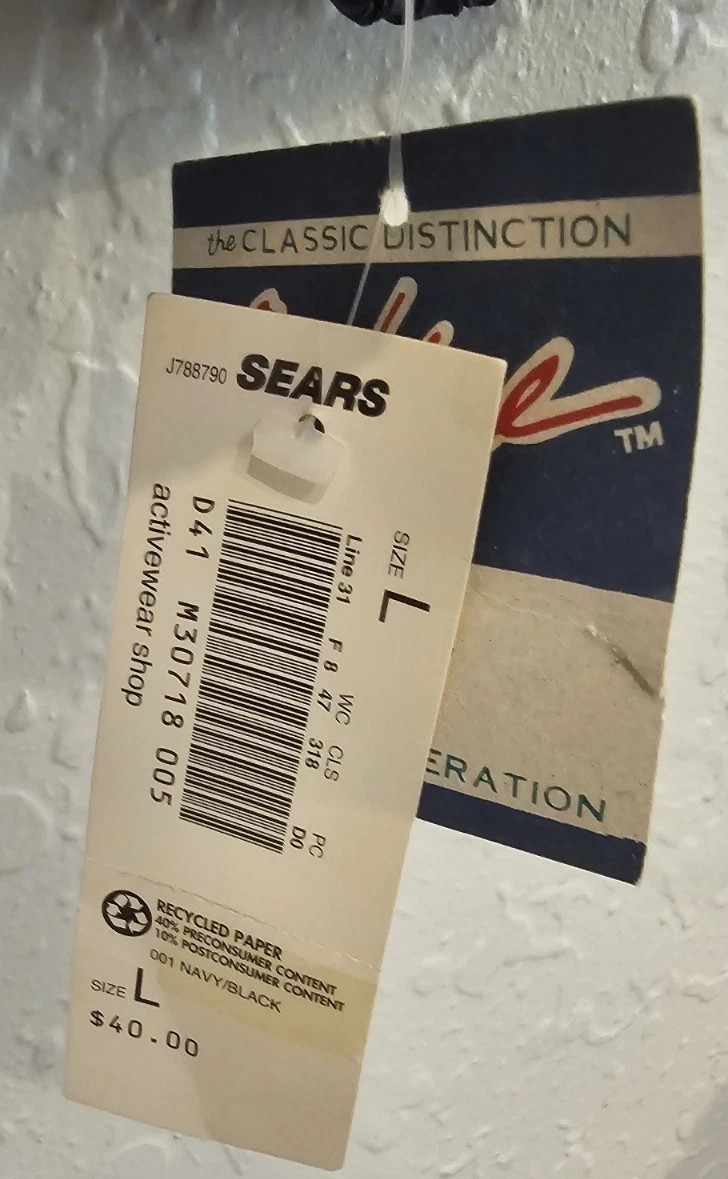 the CLASSIC DISTINCTION
TM
ERATION
J788790 SEARS
SIZE L
Line 31 F 8 47 318 D0
WC CLS PC
D41 M30718 005
activewear shop
RECYCLED PAPER
40% PRECONSUMER CONTENT
10% POSTCONSUMER CONTENT
001 NAVY/BLACK
SIZE L
$40.00